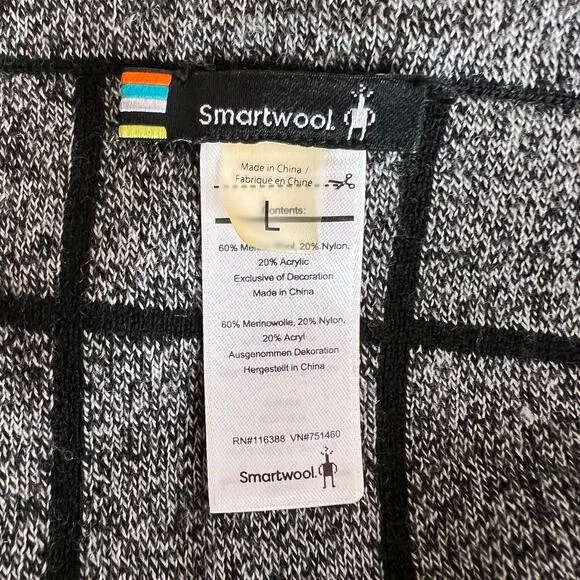 Smartwool
Made in China /
Fabriqué en Chine
L
Contents:
60% Merino Wool, 20% Nylon,
20% Acrylic
Exclusive of Decoration
Made in China
60% Merinowolle, 20% Nylon,
20% Acryl
Ausgenommen Dekoration
Hergestellt in China
RN#116388 VN#751460
Smartwool